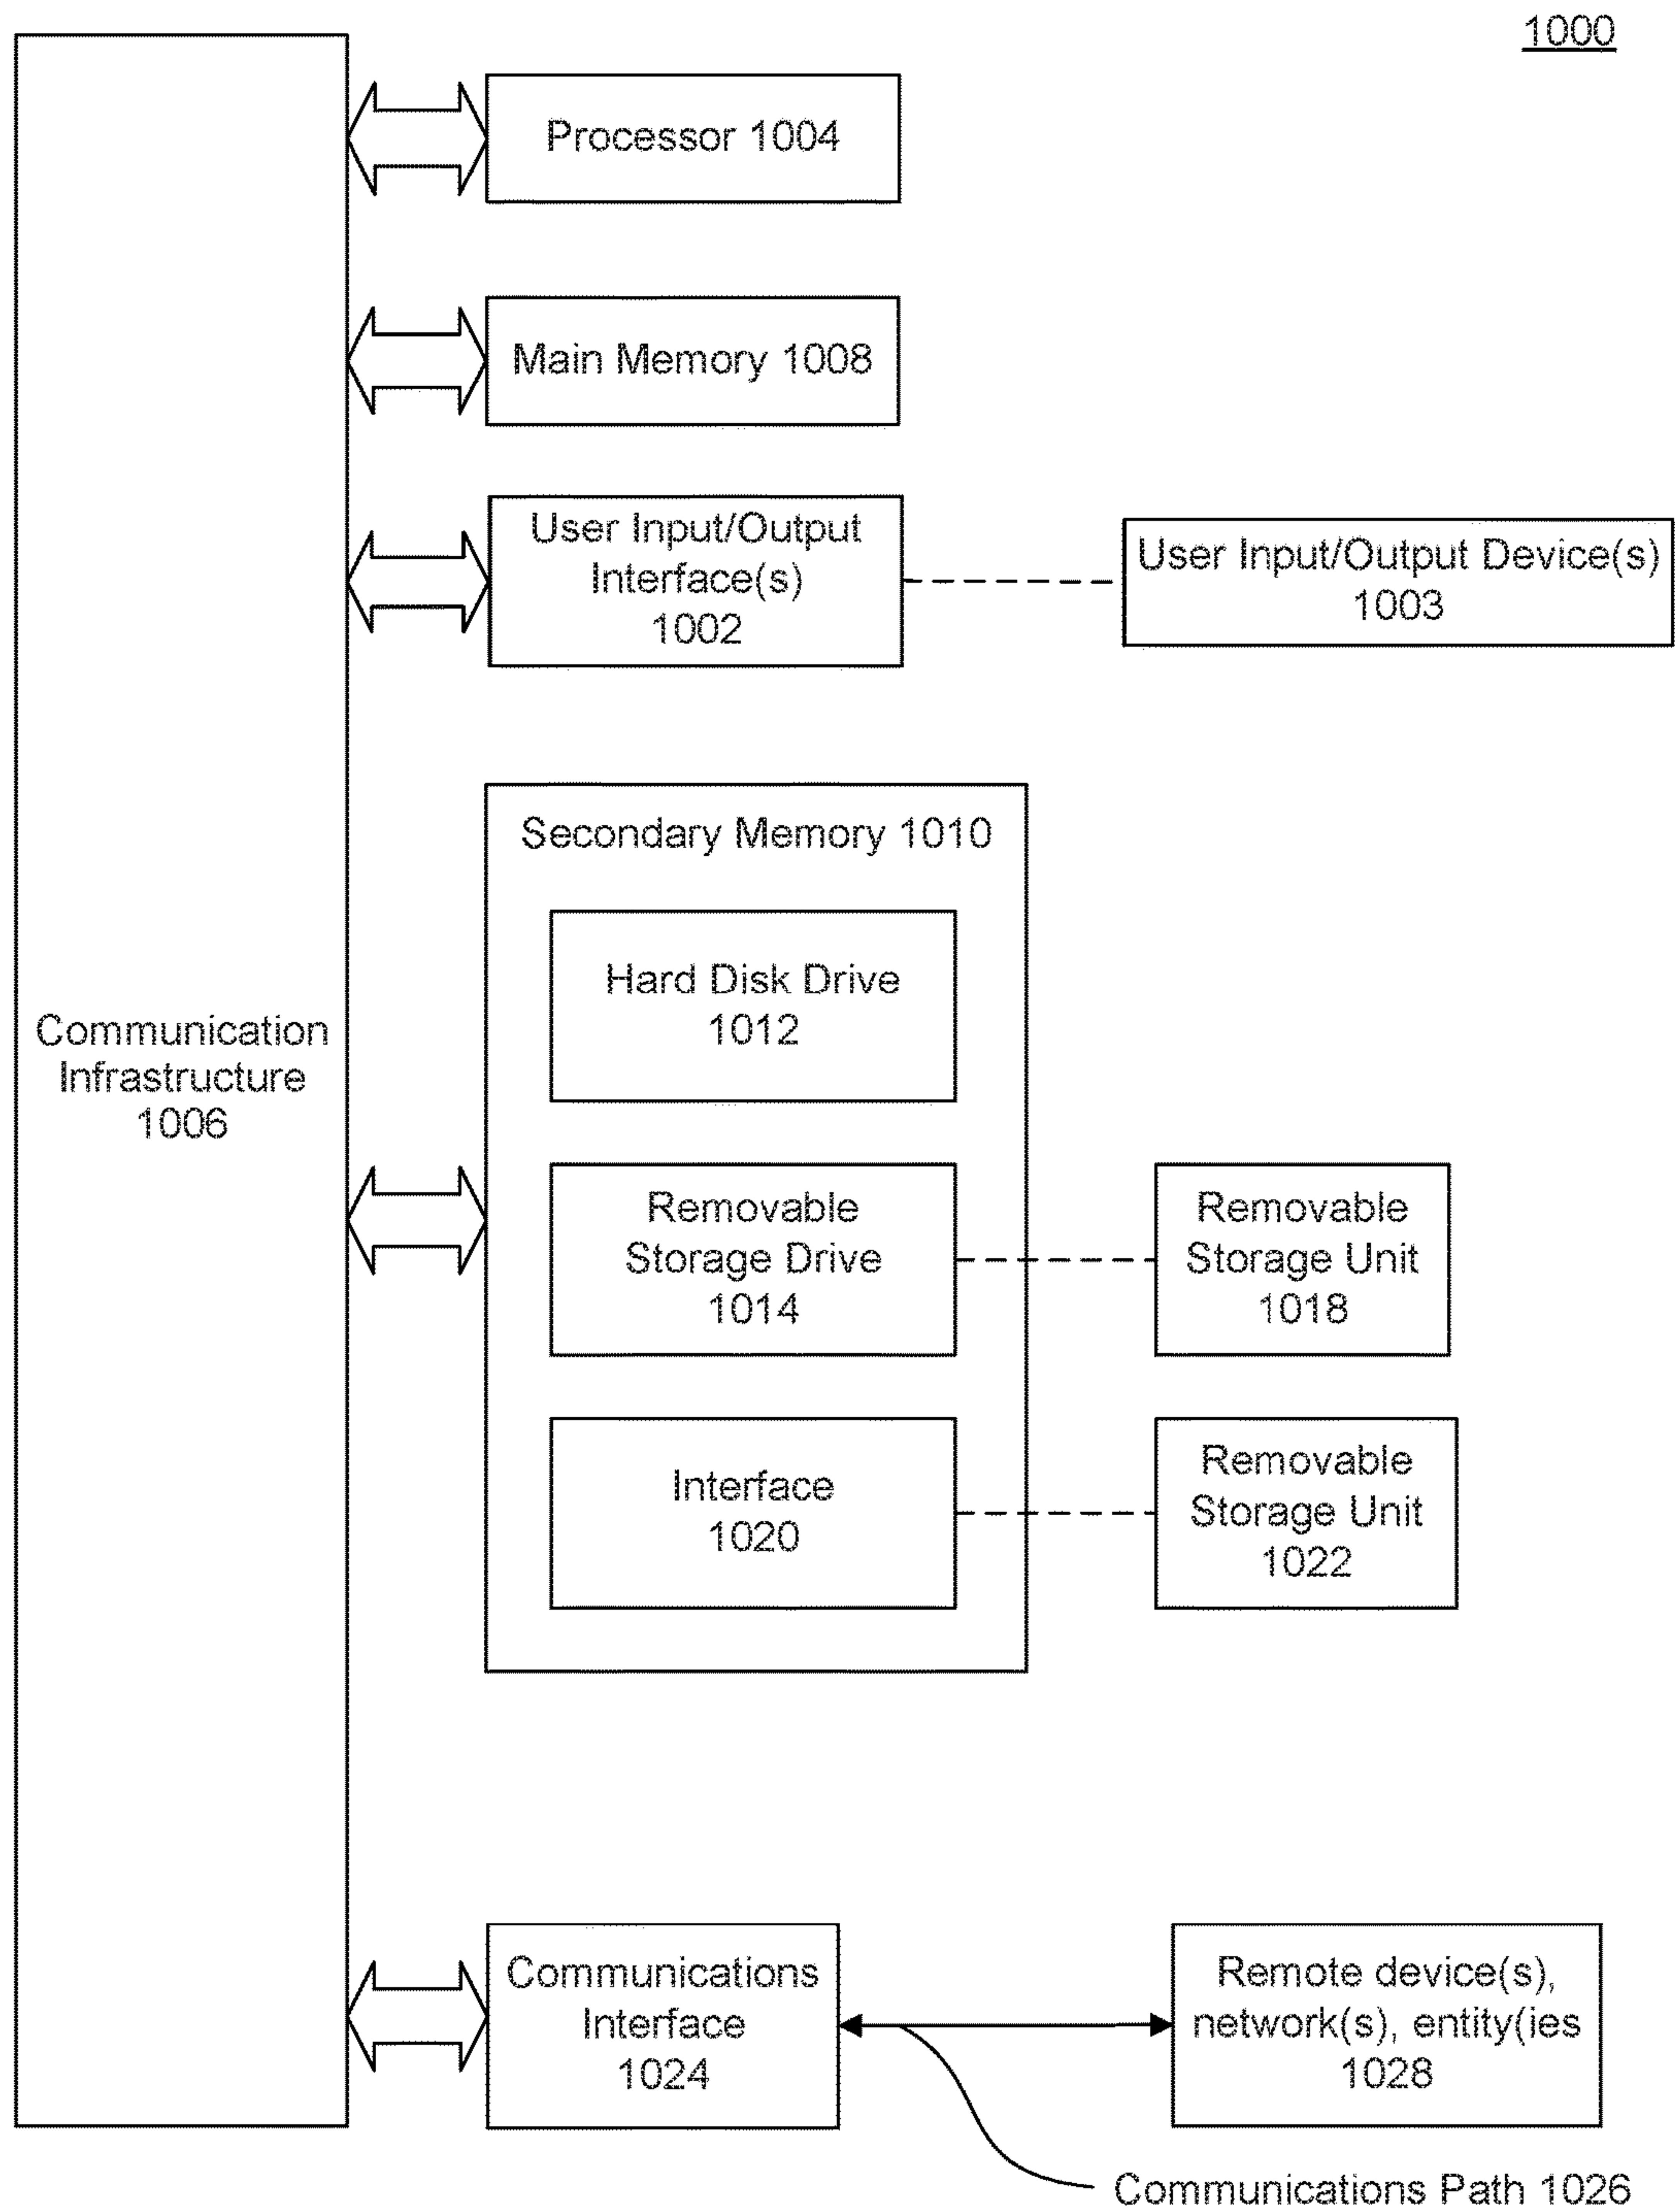 1000
Processor 1004
Main Memory 1008
User Input/Output
Interface(s)
1002
User Input/Output Device(s)
1003
Secondary Memory 1010
Hard Disk Drive
1012
Communication
Infrastructure
1006
Removable
Storage Drive
1014
Removable
Storage Unit
1018
Interface
1020
Removable
Storage Unit
1022
Communications
Interface
1024
Remote device(s),
network(s), entity(ies
1028
Communications Path 1026